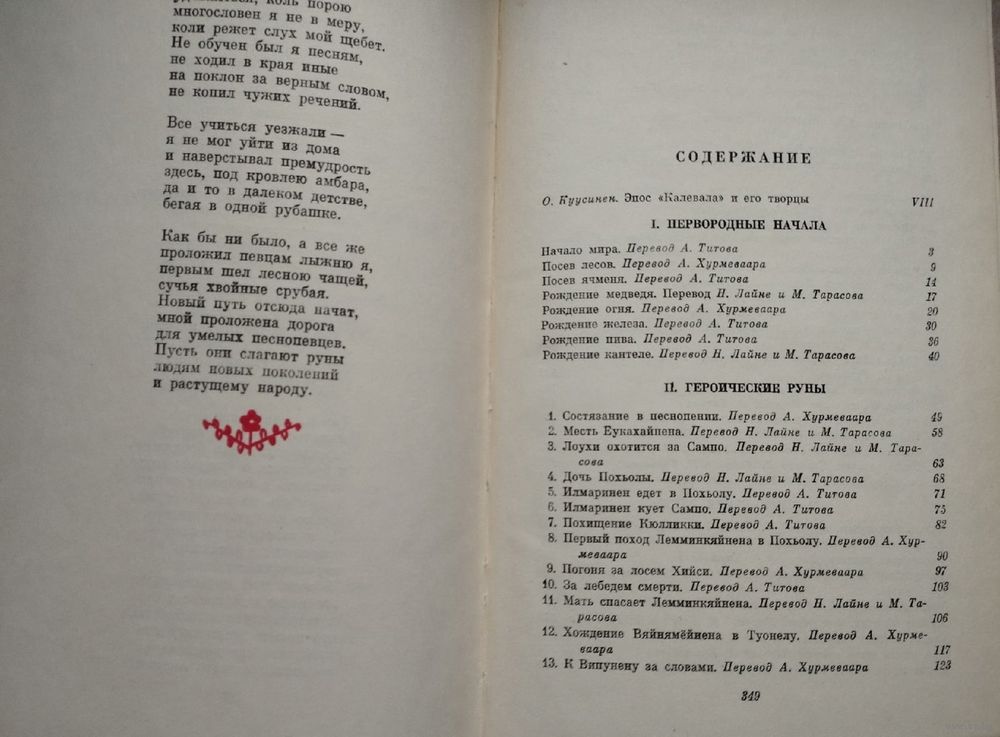 коль порою
многословен я не в меру,
коли режет слух мой щебет.
Не обучен был я песням,
не ходил в края иные
на поклон за верным словом,
не копил чужих речений.
Все учиться уезжали —
я не мог уйти из дома
и наверстывал премудрость
здесь, под кровлею амбара,
да и то в далеком детстве,
бегая в одной рубашке.
Как бы ни было, а все же
проложил певцам лыжню я,
первым шел лесною чащей,
сучья хвойные срубая.
Новый путь отсюда начат,
мной проложена дорога
для умелых песнопевцев.
Пусть они слагают руны
людям новых поколений
и растущему народу.
СОДЕРЖАНИЕ
О. Куусинен. Эпос «Калевала» и его творцы VIII
I. ПЕРВОРОДНЫЕ НАЧАЛА
Начало мира. Перевод А. Титова 3
Посев лесов. Перевод А. Хурмеваара 9
Посев ячменя. Перевод А. Титова 14
Рождение медведя. Перевод Н. Лайне и М. Тарасова 17
Рождение огня. Перевод А. Хурмеваара 20
Рождение железа. Перевод А. Титова 30
Рождение пива. Перевод А. Титова 36
Рождение кантеле. Перевод Н. Лайне и М. Тарасова 40
II. ГЕРОИЧЕСКИЕ РУНЫ
1. Состязание в песнопении. Перевод А. Хурмеваара 49
2. Месть Еукахайнена. Перевод Н. Лайне и М. Тарасова 58
3. Лоухи охотится за Сампо. Перевод Н. Лайне и М. Тара-
сова 63
4. Дочь Похьолы. Перевод Н. Лайне и М. Тарасова 68
5. Илмаринен едет в Похьолу. Перевод А. Титова 71
6. Илмаринен кует Сампо. Перевод А. Титова 75
7. Похищение Кюлликки. Перевод А. Титова 82
8. Первый поход Лемминкяйнена в Похьолу. Перевод А. Хур-
меваара 90
9. Погоня за лосем Хийси. Перевод А. Хурмеваара 97
10. За лебедем смерти. Перевод А. Титова 103
11. Мать спасает Лемминкяйнена. Перевод Н. Лайне и М. Та-
расова 106
12. Хождение Вяйнямёйнена в Туонелу. Перевод А. Хурме-
ваара 117
13. К Випунену за словами. Перевод А. Хурмеваара 123
349